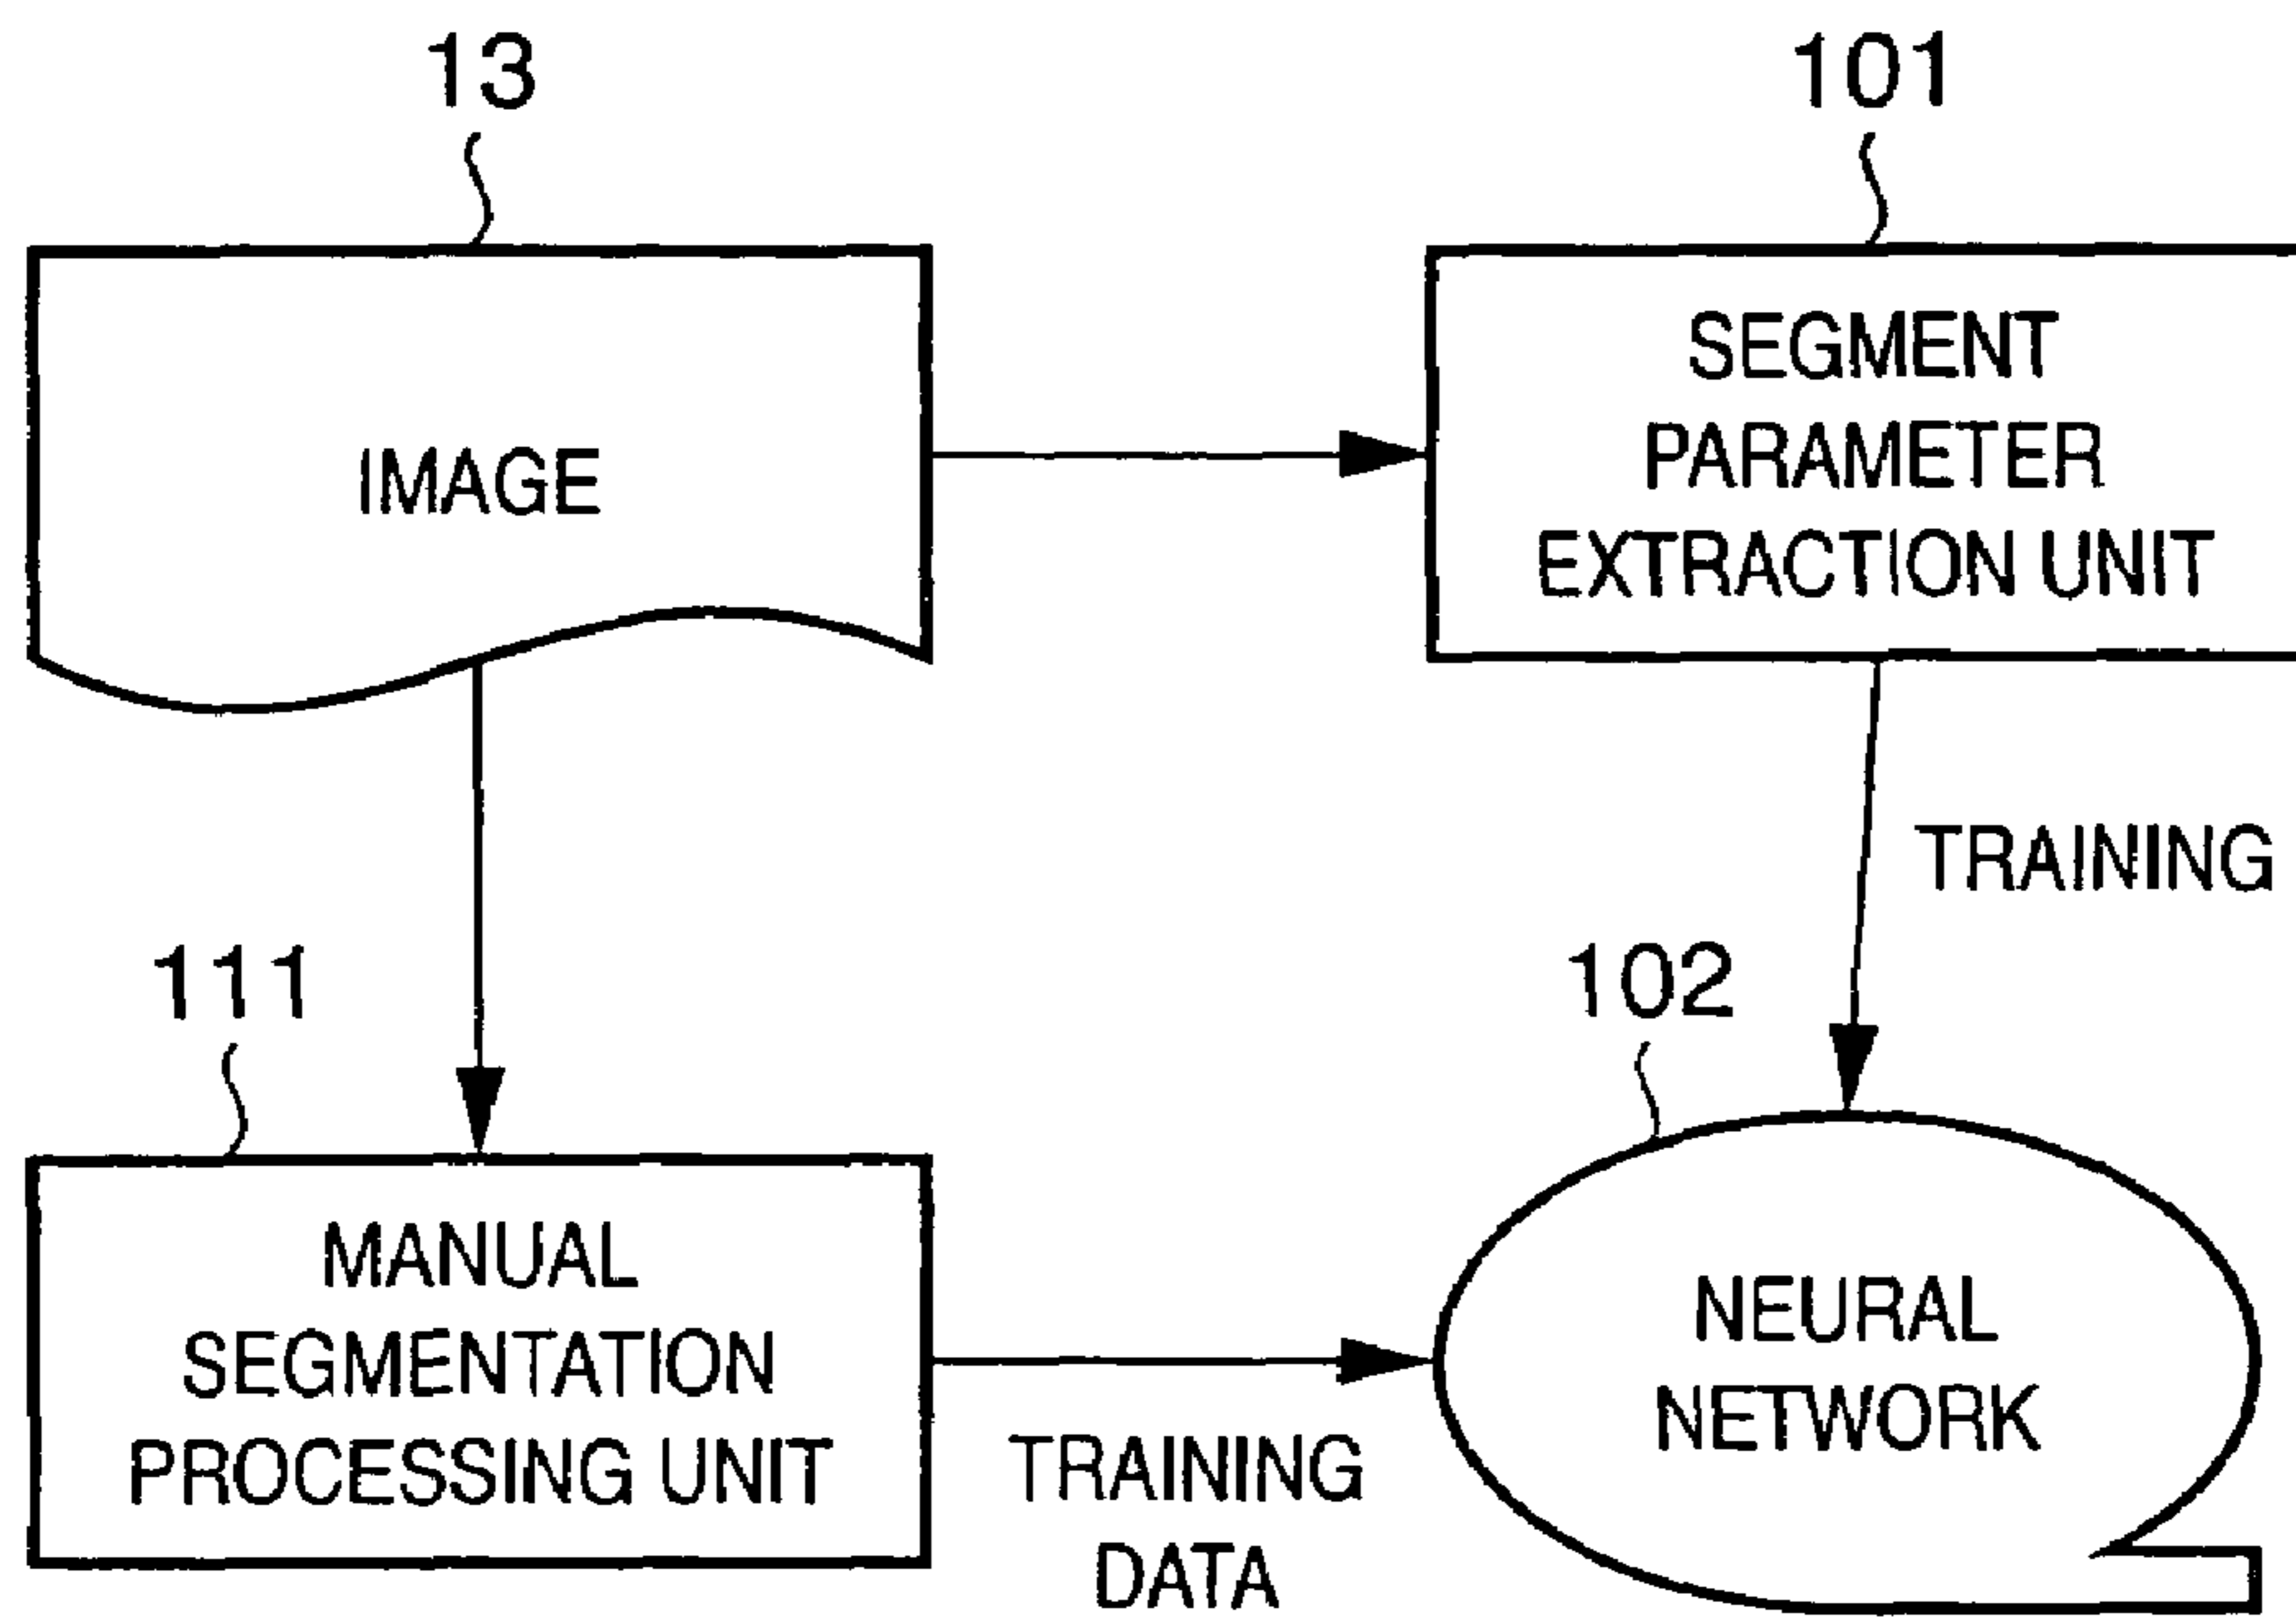 13
101
IMAGE
SEGMENT
PARAMETER
EXTRACTION UNIT
TRAINING
111
102
MANUAL
SEGMENTATION
PROCESSING UNIT
TRAINING
DATA
NEURAL
NETWORK